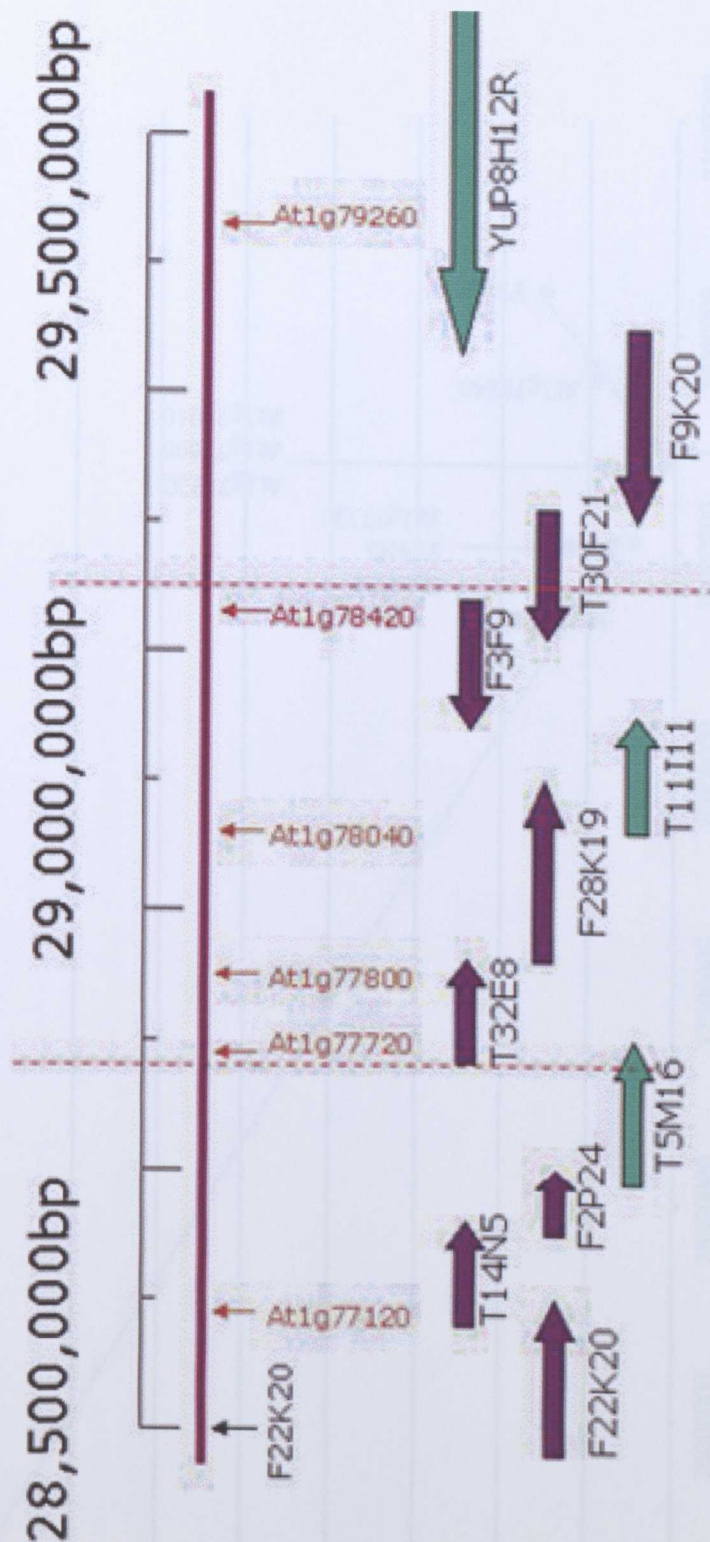 28,500,000bp
29,000,000bp
29,500,000bp
F22K20
At1g77120
At1g77720
At1g77800
At1g78040
At1g78420
At1g79260
T14N5
T32E8
F3F9
YUP8H12R
F22K20
F2P24
F28K19
T30F21
T5M16
T11I11
F9K20